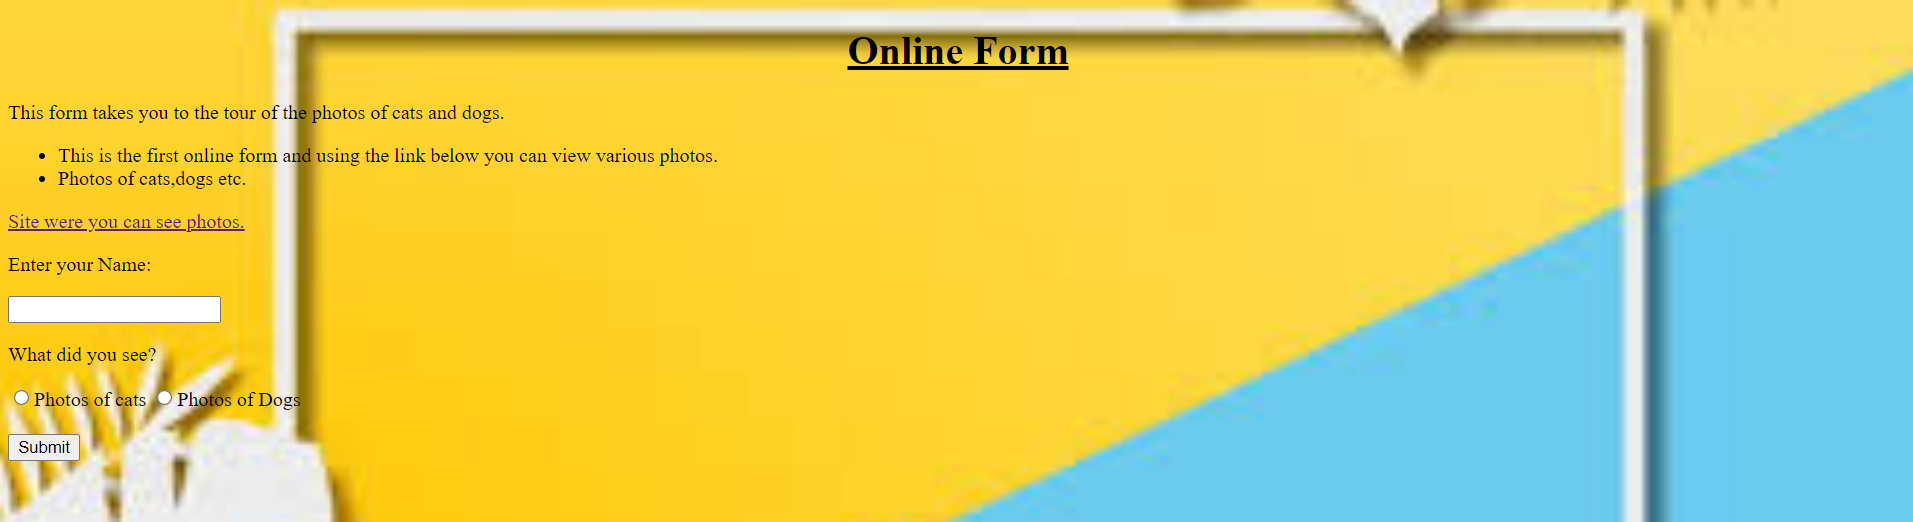 Online Form
This form takes you to the tour of the photos of cats and dogs.
• This is the first online form and using the link below you can view various photos.
• Photos of cats,dogs etc.
Site were you can see photos.
Enter your Name:
What did you see?
Photos of cats Photos of Dogs
Submit